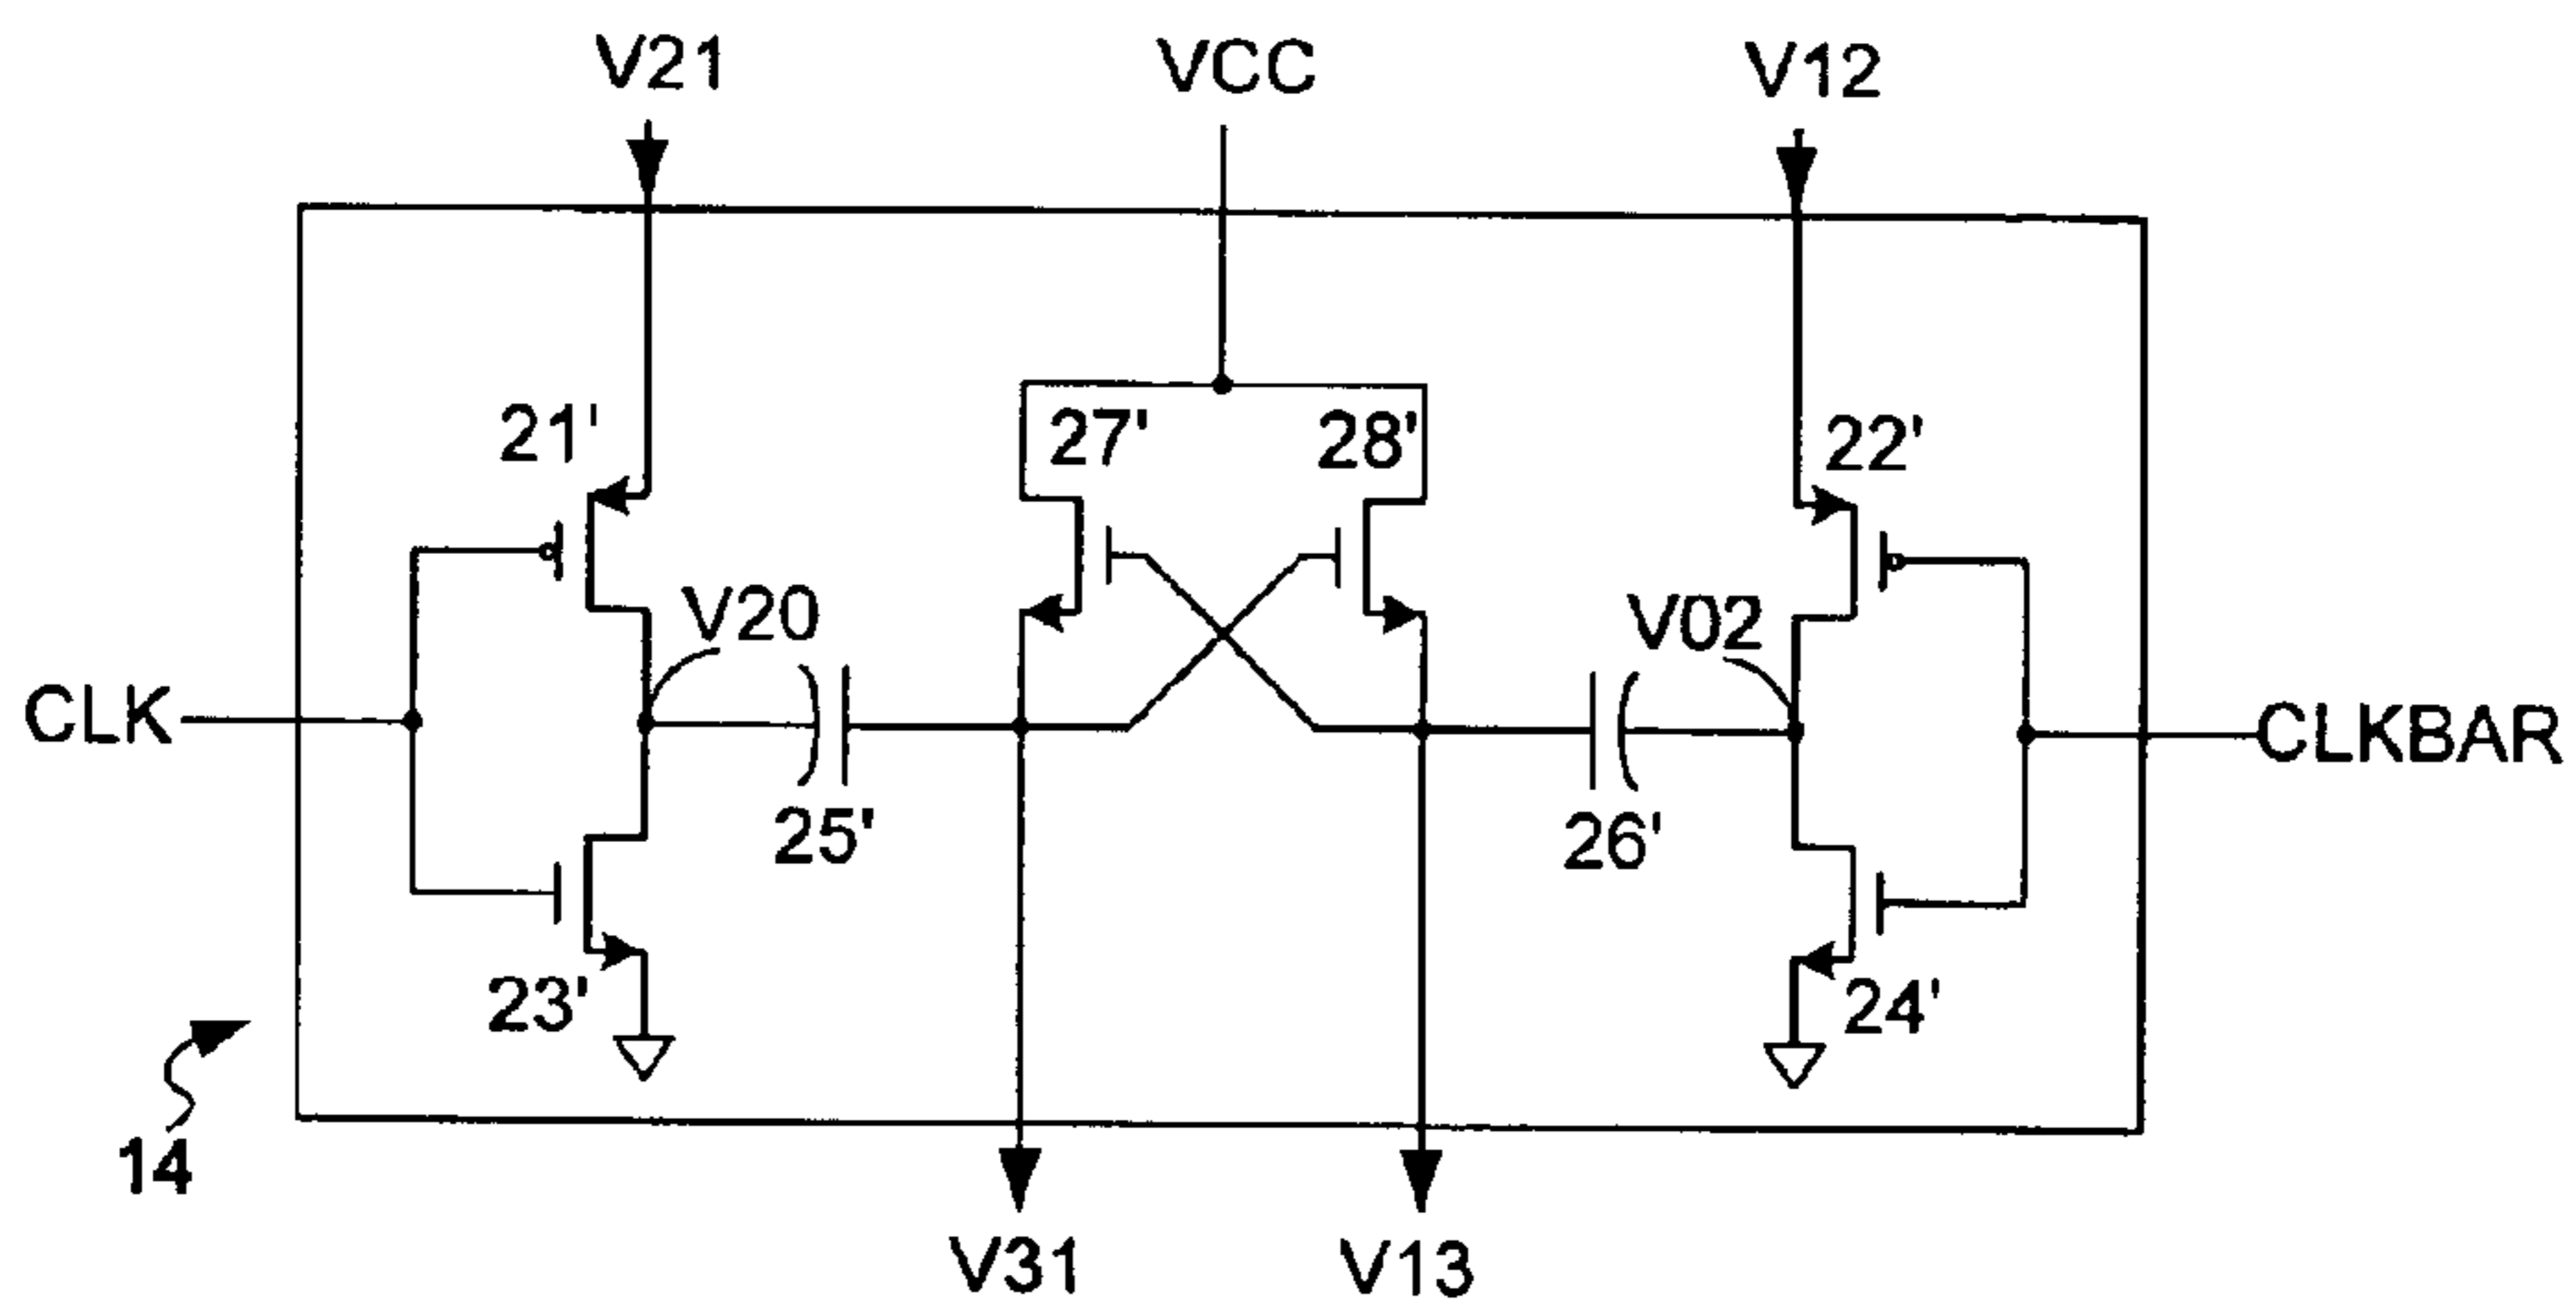 V21
VCC
V12
21'
27'
28'
22'
V20
V02
CLK
CLKBAR
25'
26'
23'
24'
14
V31
V13